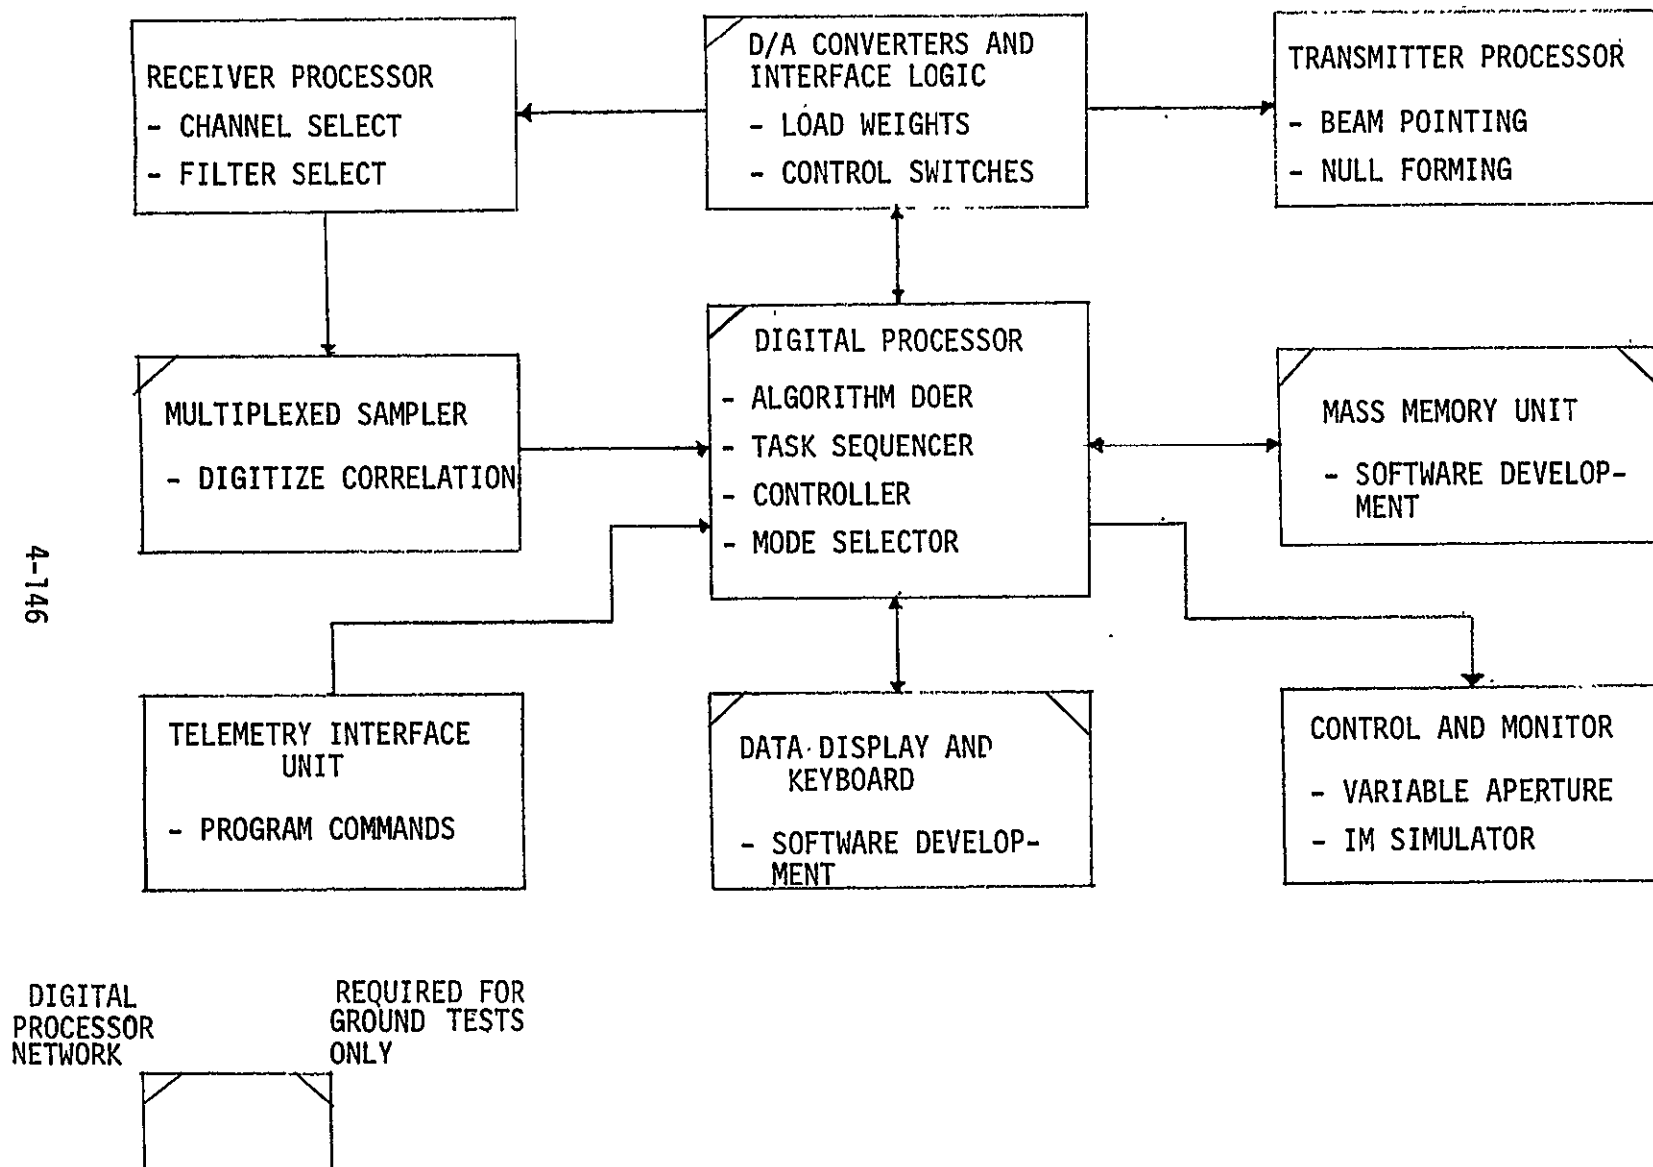 RECEIVER PROCESSOR
- CHANNEL SELECT
- FILTER SELECT
D/A CONVERTERS AND
INTERFACE LOGIC
- LOAD WEIGHTS
- CONTROL SWITCHES
TRANSMITTER PROCESSOR
- BEAM POINTING
- NULL FORMING
MULTIPLEXED SAMPLER
- DIGITIZE CORRELATION
DIGITAL PROCESSOR
- ALGORITHM DOER
- TASK SEQUENCER
- CONTROLLER
- MODE SELECTOR
MASS MEMORY UNIT
- SOFTWARE DEVELOP-
MENT
4-146
TELEMETRY INTERFACE
UNIT
- PROGRAM COMMANDS
DATA DISPLAY AND
KEYBOARD
- SOFTWARE DEVELOP-
MENT
CONTROL AND MONITOR
- VARIABLE APERTURE
- IM SIMULATOR
DIGITAL
PROCESSOR
NETWORK
REQUIRED FOR
GROUND TESTS
ONLY